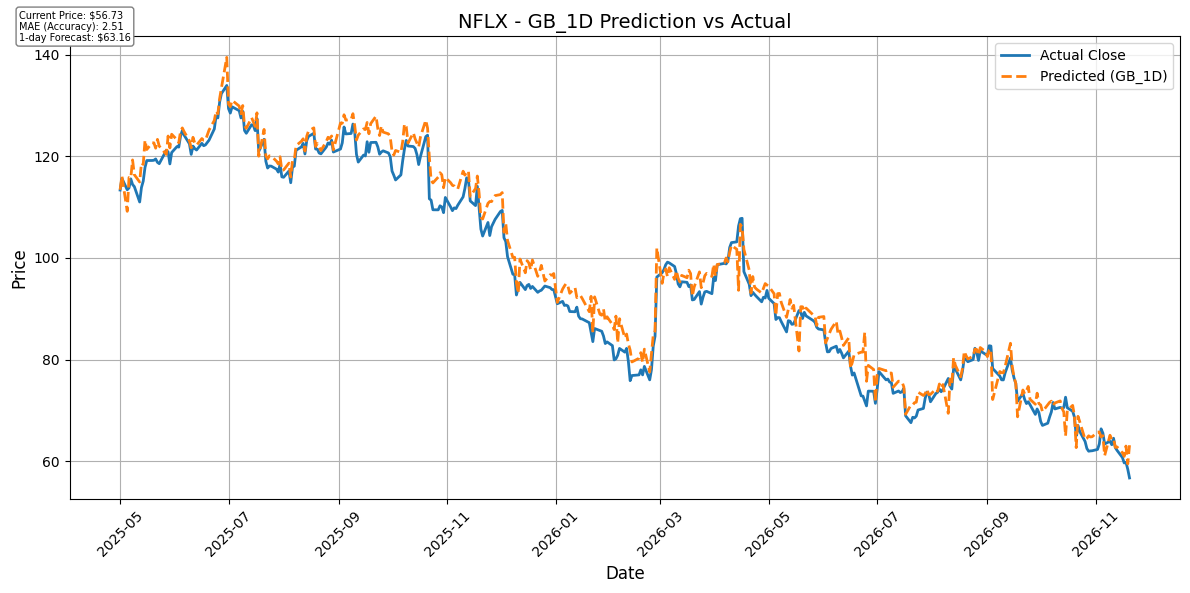 NFLX - GB_1D Prediction vs Actual
Current Price: $56.73
MAE (Accuracy): 2.51
1-day Forecast: $63.16
Actual Close
Predicted (GB_1D)
Price
140
120
100
80
60
2025-05
2025-07
2025-09
2025-11
2026-01
2026-03
2026-05
2026-07
2026-09
2026-11
Date